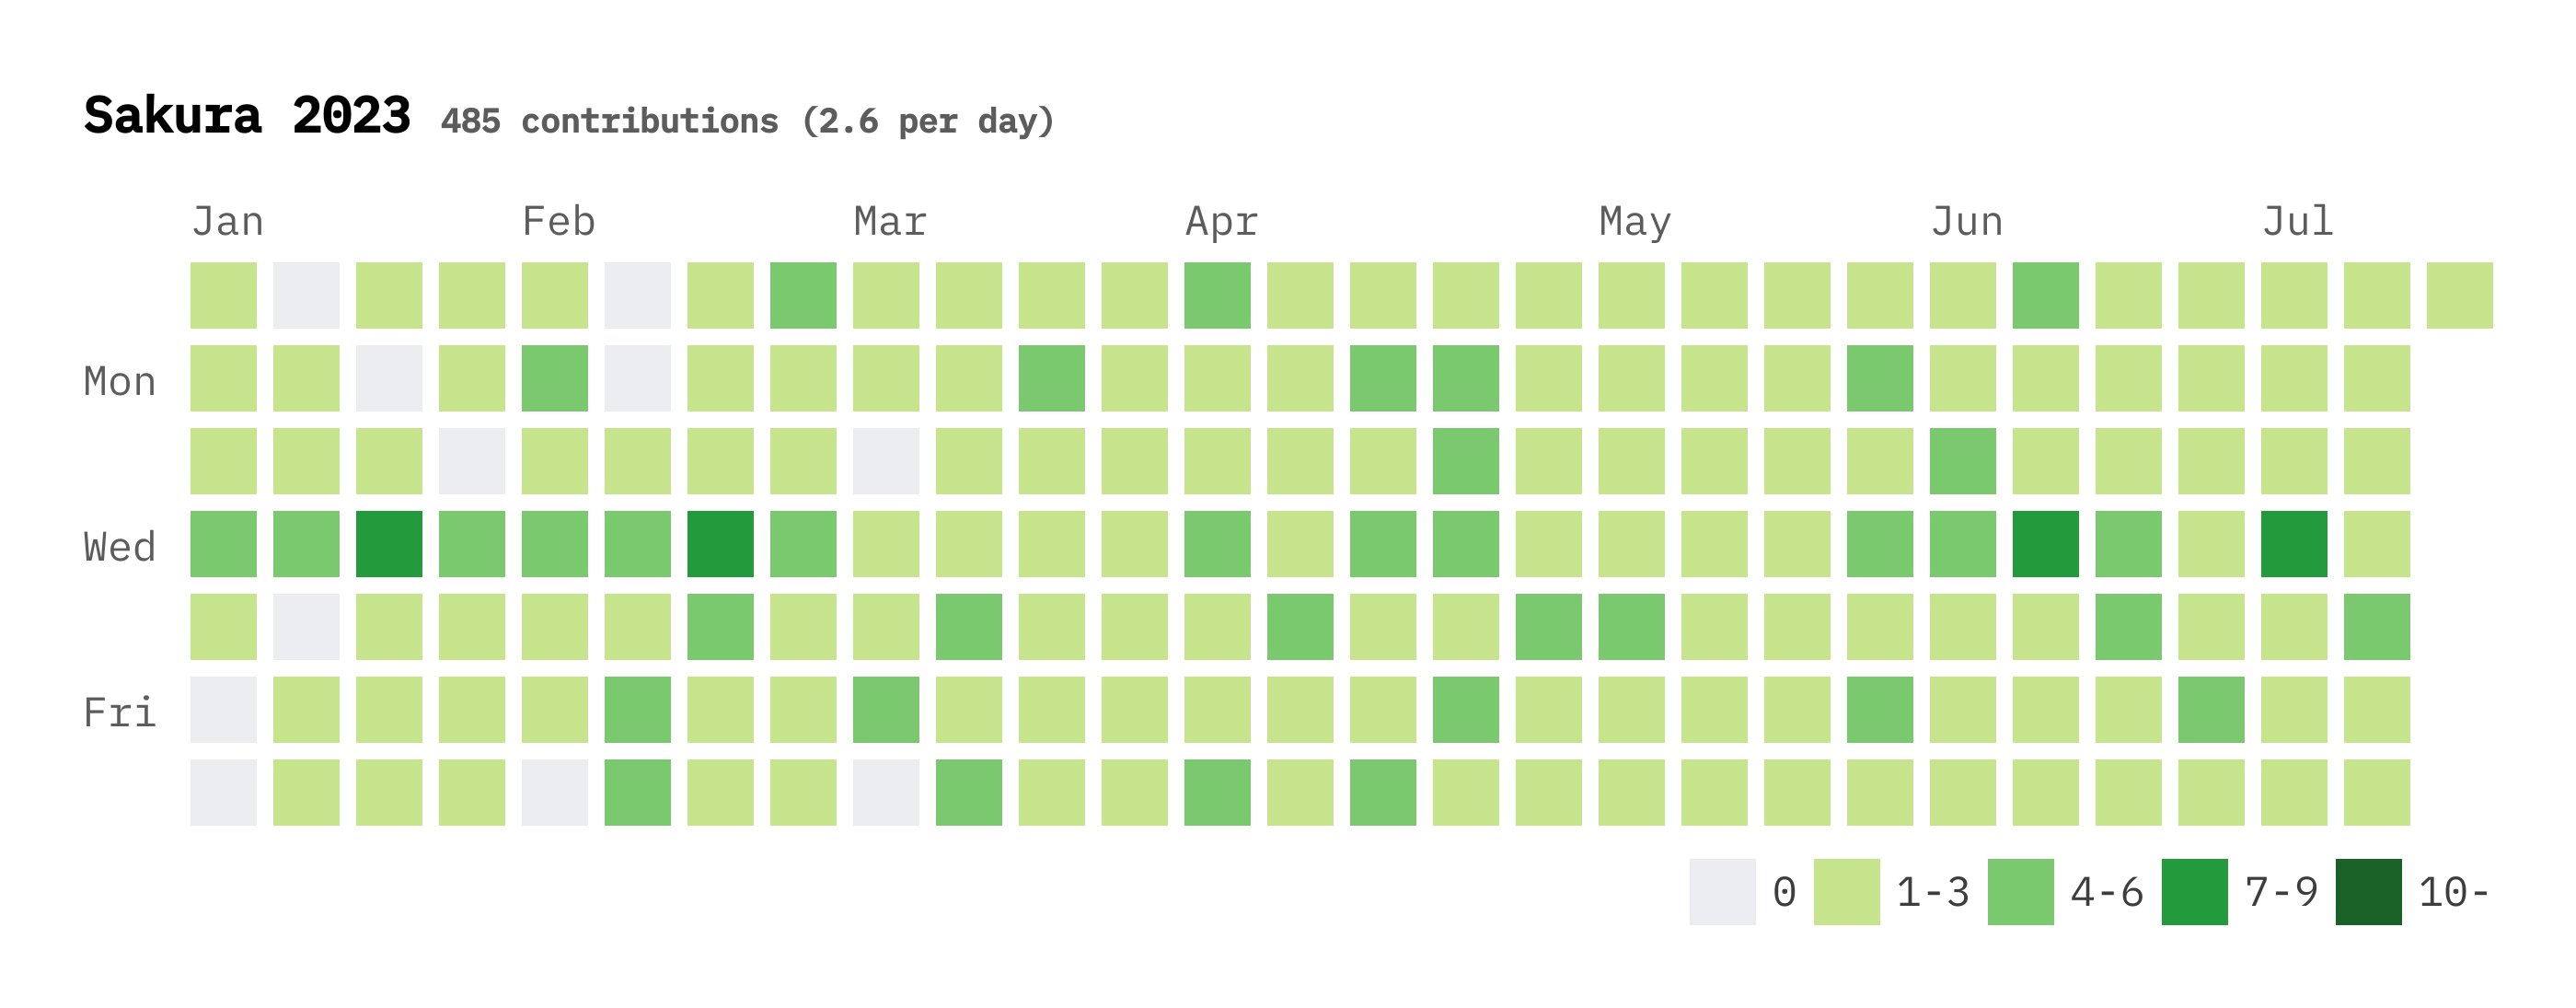 Sakura 2023 485 contributions (2.6 per day)
Jan Feb Mar Apr May Jun Jul
Mon
Wed
Fri
0 1-3 4-6 7-9 10-